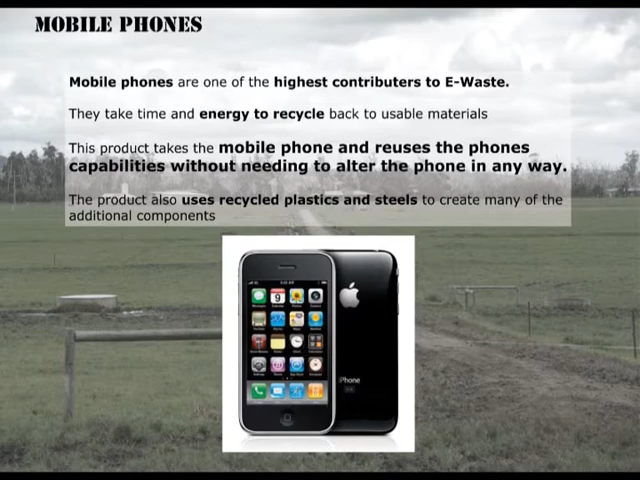 MOBILE PHONES
Mobile phones are one of the highest contributers to E-Waste.
They take time and energy to recycle back to usable materials
This product takes the mobile phone and reuses the phones
capabilities without needing to alter the phone in any way.
The product also uses recycled plastics and steels to create many of the
additional components
iPhone